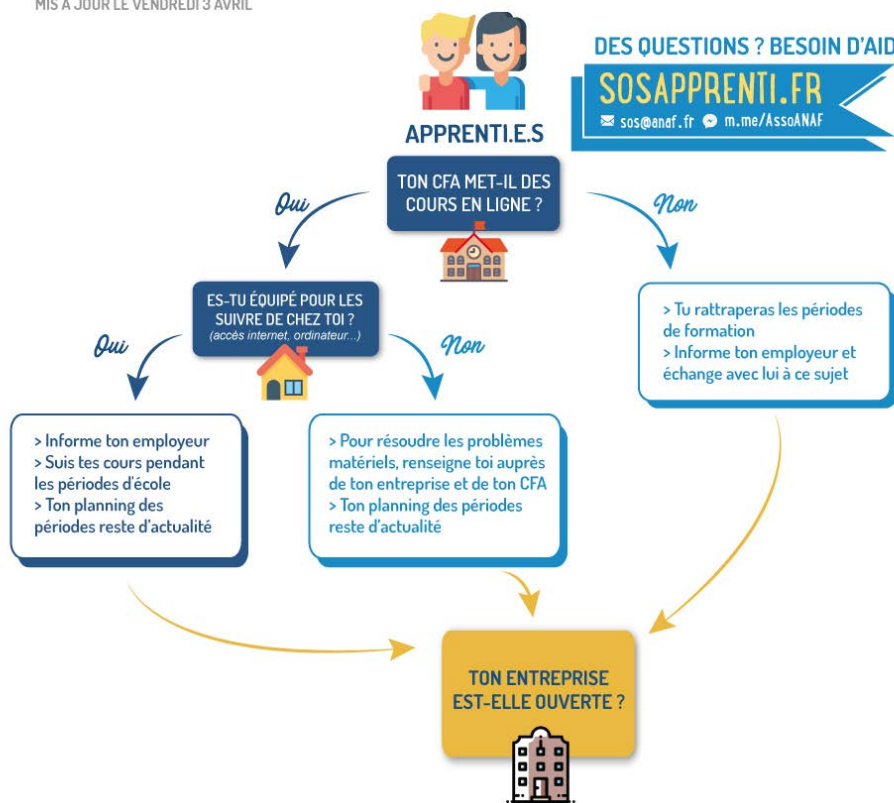 MIS À JOUR LE VENDREDI 3 AVRIL
DES QUESTIONS ? BESOIN D'AID
SOSAPPRENTI.FR
sos@anaf.fr m.me/AssoANAF
APPRENTI.E.S
TON CFA MET-IL DES
COURS EN LIGNE ?
Oui
Non
ES-TU ÉQUIPÉ POUR LES
SUIVRE DE CHEZ TOI ?
(accès internet, ordinateur...)
> Tu rattraperas les périodes
de formation
> Informe ton employeur et
échange avec lui à ce sujet
Oui
Non
> Informe ton employeur
> Suis tes cours pendant
les périodes d'école
> Ton planning des
périodes reste d'actualité
> Pour résoudre les problèmes
matériels, renseigne toi auprès
de ton entreprise et de ton CFA
> Ton planning des périodes
reste d'actualité
TON ENTREPRISE
EST-ELLE OUVERTE ?